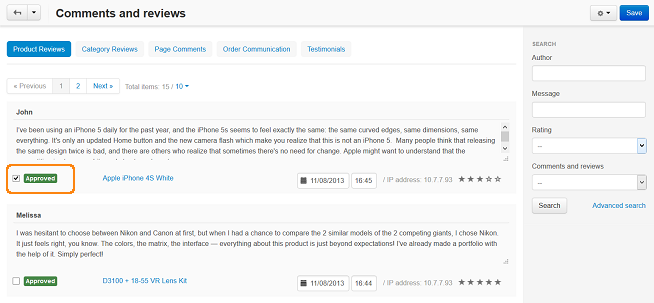 Comments and reviews
Save
Product Reviews Category Reviews Page Comments Order Communication Testimonials
« Previous 1 2 Next » Total items: 15 / 10
John
I've been using an iPhone 5 daily for the past year, and the iPhone 5s seems to feel exactly the same: the same curved edges, same dimensions, same
everything. It's only an updated Home button and the new camera flash which make you realize that this is not an iPhone 5. Many people think that releasing
the same design twice is bad, and there are others who realize that sometimes there's no need for change. Apple might want to understand that the
Approved Apple iPhone 4S White 11/08/2013 16:45 / IP address: 10.7.7.93
Melissa
I was hesitant to choose between Nikon and Canon at first, but when I had a chance to compare the 2 similar models of the 2 competing giants, I chose Nikon.
It just feels right, you know. The colors, the matrix, the interface — everything about this product is just beyond expectations! I've already made a portfolio with
the help of it. Simply perfect!
Approved D3100 + 18-55 VR Lens Kit 11/08/2013 16:44 / IP address: 10.7.7.93
SEARCH
Author
Message
Rating
--
Comments and reviews
--
Search Advanced search